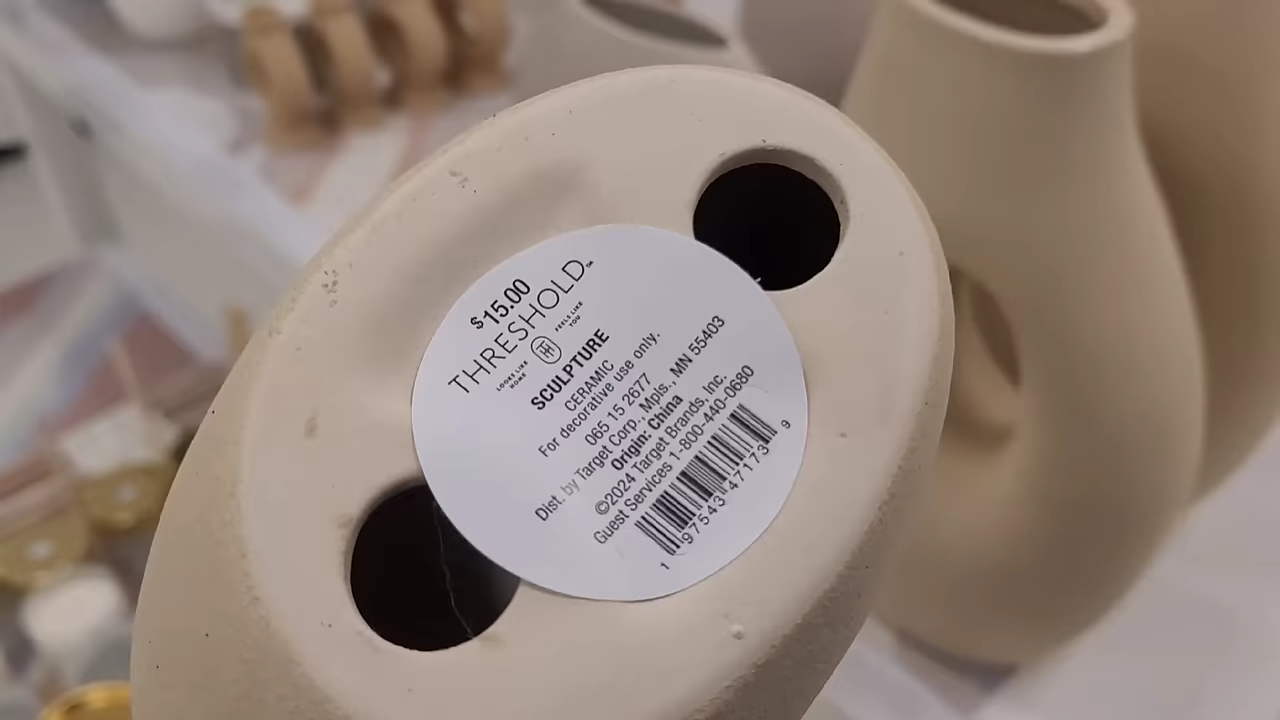 $15.00
THRESHOLD™
LOOKS LIKE HOME
FEELS LIKE YOU
SCULPTURE
CERAMIC
For decorative use only.
065 15 2677
Dist. by Target Corp., Mpls., MN 55403
Origin: China
©2024 Target Brands, Inc.
Guest Services 1-800-440-0680
1 97543 47173 9